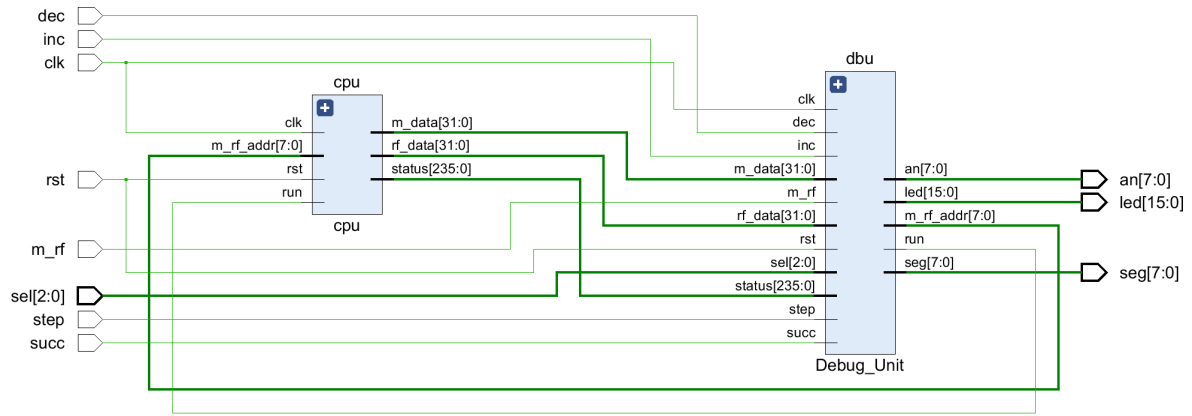 dec
inc
clk
rst
m_rf
sel[2:0]
step
succ
cpu
clk
m_rf_addr[7:0]
rst
run
m_data[31:0]
rf_data[31:0]
status[235:0]
cpu
dbu
clk
dec
inc
m_data[31:0]
m_rf
rf_data[31:0]
rst
sel[2:0]
status[235:0]
step
succ
an[7:0]
led[15:0]
m_rf_addr[7:0]
run
seg[7:0]
Debug_Unit
an[7:0]
led[15:0]
seg[7:0]